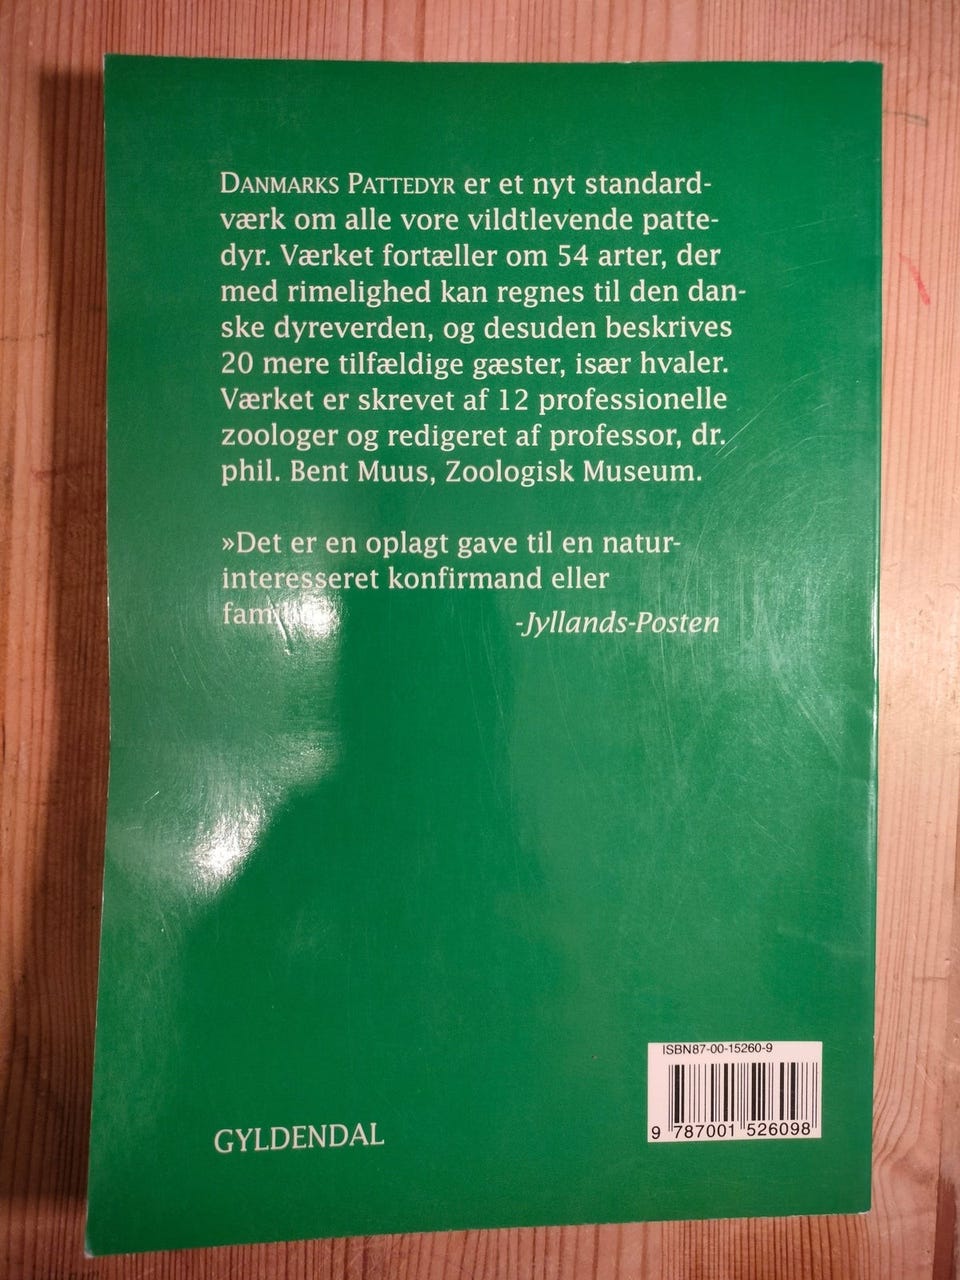 DANMARKS PATTEDYR er et nyt standard-
værk om alle vore vildtlevende patte-
dyr. Værket fortæller om 54 arter, der
med rimelighed kan regnes til den dan-
ske dyreverden, og desuden beskrives
20 mere tilfældige gæster, især hvaler.
Værket er skrevet af 12 professionelle
zoologer og redigeret af professor, dr.
phil. Bent Muus, Zoologisk Museum.
»Det er en oplagt gave til en natur-
interesseret konfirmand eller
-Jyllands-Posten
ISBN87-00-15260-9
9 787001 526098
GYLDENDAL